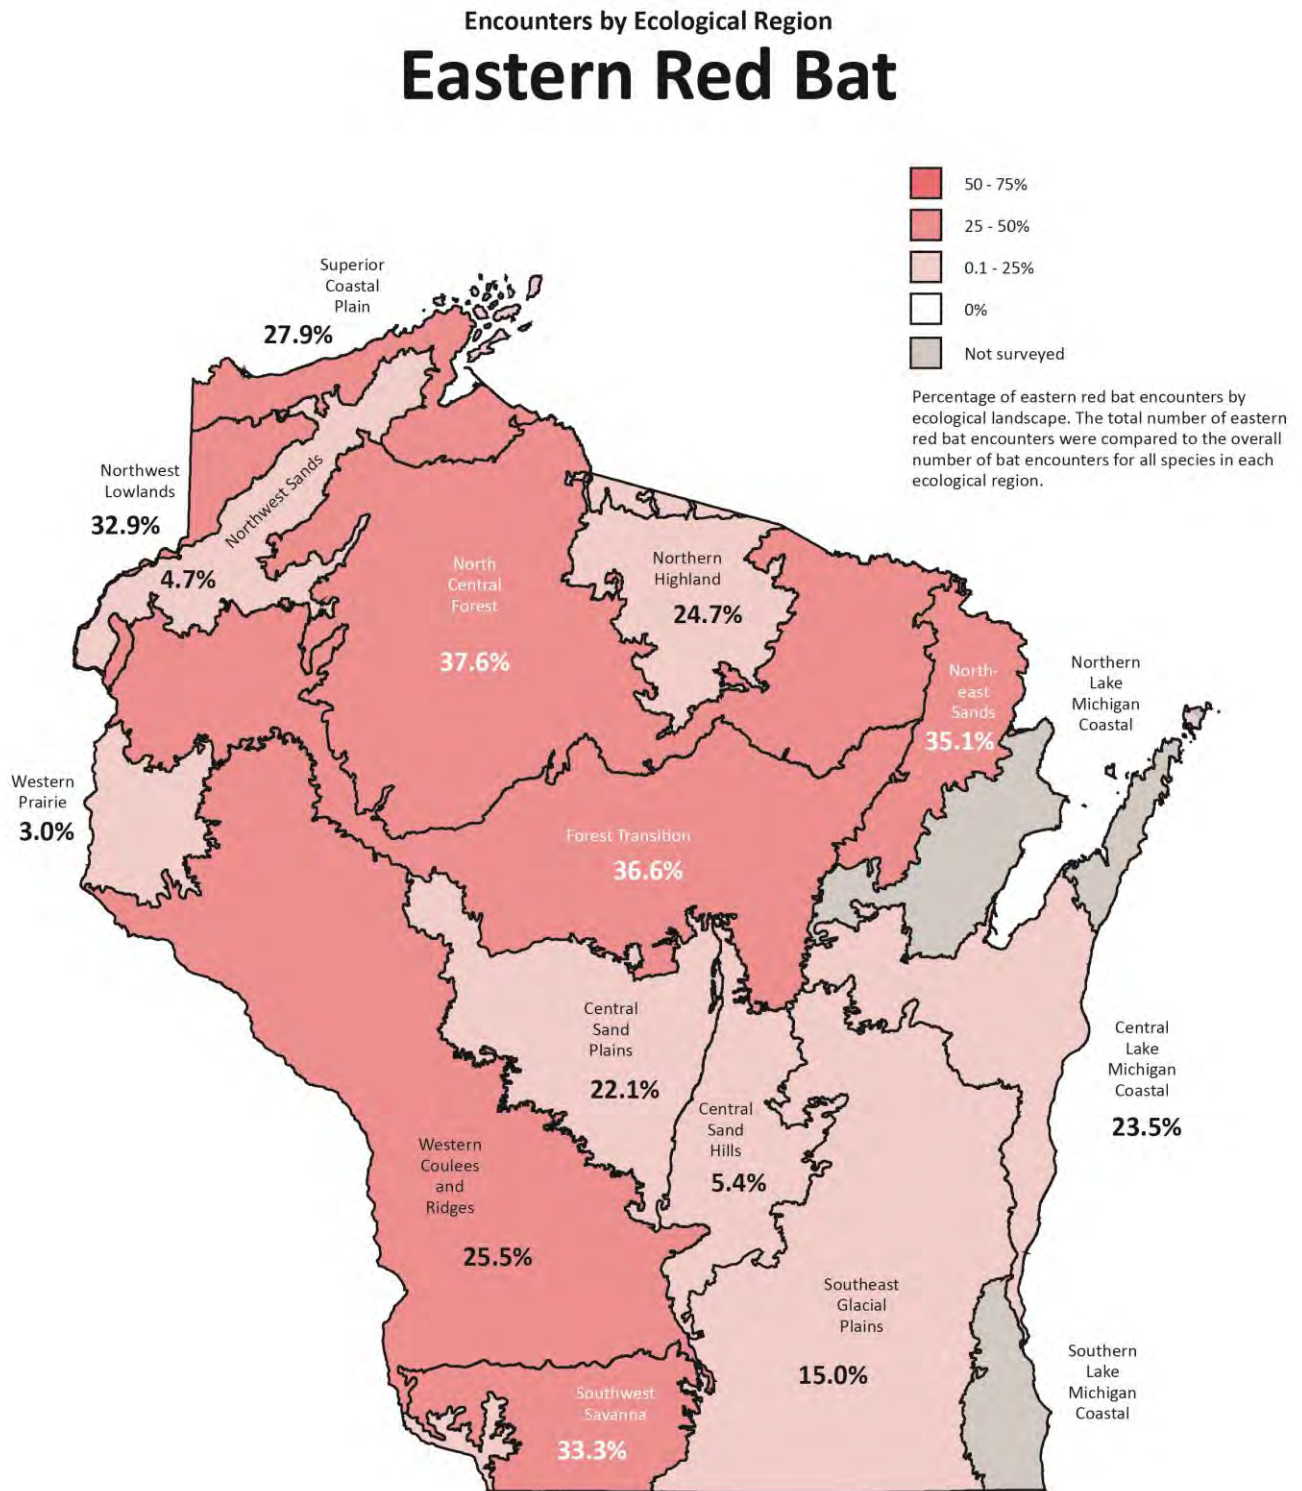 Encounters by Ecological Region
Eastern Red Bat
50 - 75%
25 - 50%
0.1 - 25%
0%
Not surveyed
Percentage of eastern red bat encounters by
ecological landscape. The total number of eastern
red bat encounters were compared to the overall
number of bat encounters for all species in each
ecological region.
Superior
Coastal
Plain
27.9%
Northwest
Lowlands
32.9%
Northwest Sands
4.7%
North
Central
Forest
37.6%
Northern
Highland
24.7%
North-
east
Sands
35.1%
Northern
Lake
Michigan
Coastal
Western
Prairie
3.0%
Forest Transition
36.6%
Central
Sand
Plains
22.1%
Central
Sand
Hills
5.4%
Central
Lake
Michigan
Coastal
23.5%
Western
Coulees
and
Ridges
25.5%
Southeast
Glacial
Plains
15.0%
Southern
Lake
Michigan
Coastal
Southwest
Savanna
33.3%